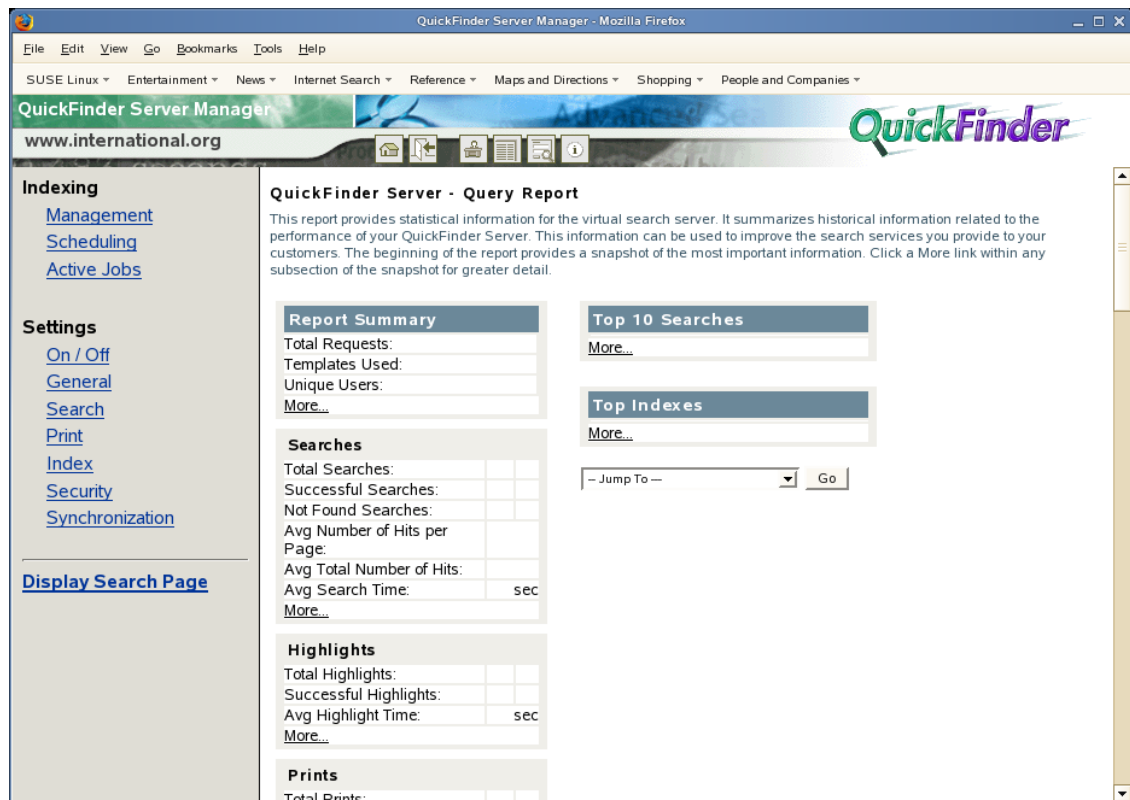 QuickFinder Server Manager - Mozilla Firefox
File Edit View Go Bookmarks Tools Help
SUSE Linux Entertainment News Internet Search Reference Maps and Directions Shopping People and Companies
QuickFinder Server Manager
QuickFinder
www.international.org
Indexing
Management
Scheduling
Active Jobs
Settings
On / Off
General
Search
Print
Index
Security
Synchronization
Display Search Page
QuickFinder Server - Query Report
This report provides statistical information for the virtual search server. It summarizes historical information related to the
performance of your QuickFinder Server. This information can be used to improve the search services you provide to your
customers. The beginning of the report provides a snapshot of the most important information. Click a More link within any
subsection of the snapshot for greater detail.
Report Summary
Total Requests:
Templates Used:
Unique Users:
More...
Searches
Total Searches:
Successful Searches:
Not Found Searches:
Avg Number of Hits per
Page:
Avg Total Number of Hits:
Avg Search Time: sec
More...
Highlights
Total Highlights:
Successful Highlights:
Avg Highlight Time: sec
More...
Prints
Total Prints:
Top 10 Searches
More...
Top Indexes
More...
-- Jump To -- Go